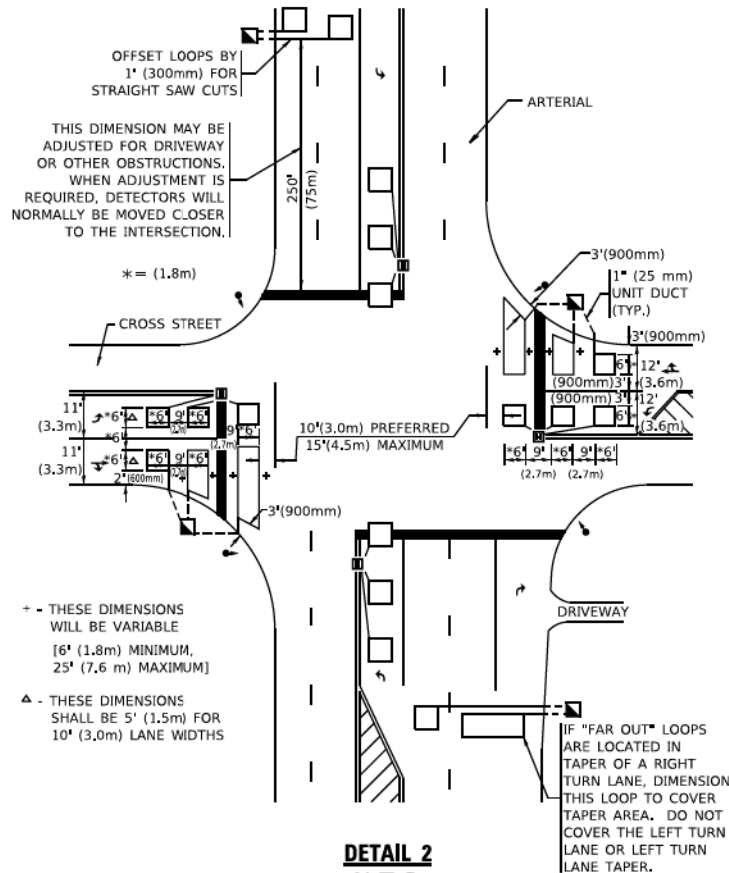 OFFSET LOOPS BY
1' (300mm) FOR
STRAIGHT SAW CUTS
ARTERIAL
THIS DIMENSION MAY BE
ADJUSTED FOR DRIVEWAY
OR OTHER OBSTRUCTIONS.
WHEN ADJUSTMENT IS
REQUIRED, DETECTORS WILL
NORMALLY BE MOVED CLOSER
TO THE INTERSECTION.
250'
(75m)
*= (1.8m)
3'(900mm)
1" (25 mm)
UNIT DUCT
(TYP.)
CROSS STREET
3'(900mm)
6' * 12'
(900mm) 3' (3.6m)
(900mm) 3' 12'
6' *
(3.6m)
11'
(3.3m)
*6' Δ *6' 9' *6'
(2.7m)
*6'
9' *6'
(2.7m)
10'(3.0m) PREFERRED
15'(4.5m) MAXIMUM
11'
(3.3m)
*6' Δ *6' 9' *6'
2' (600mm)
*6' 9' *6' 9' *6'
(2.7m) (2.7m)
3'(900mm)
+ - THESE DIMENSIONS
WILL BE VARIABLE
[6' (1.8m) MINIMUM,
25' (7.6 m) MAXIMUM]
Δ - THESE DIMENSIONS
SHALL BE 5' (1.5m) FOR
10' (3.0m) LANE WIDTHS
DRIVEWAY
IF "FAR OUT" LOOPS
ARE LOCATED IN
TAPER OF A RIGHT
TURN LANE, DIMENSION
THIS LOOP TO COVER
TAPER AREA. DO NOT
COVER THE LEFT TURN
LANE OR LEFT TURN
LANE TAPER.
DETAIL 2